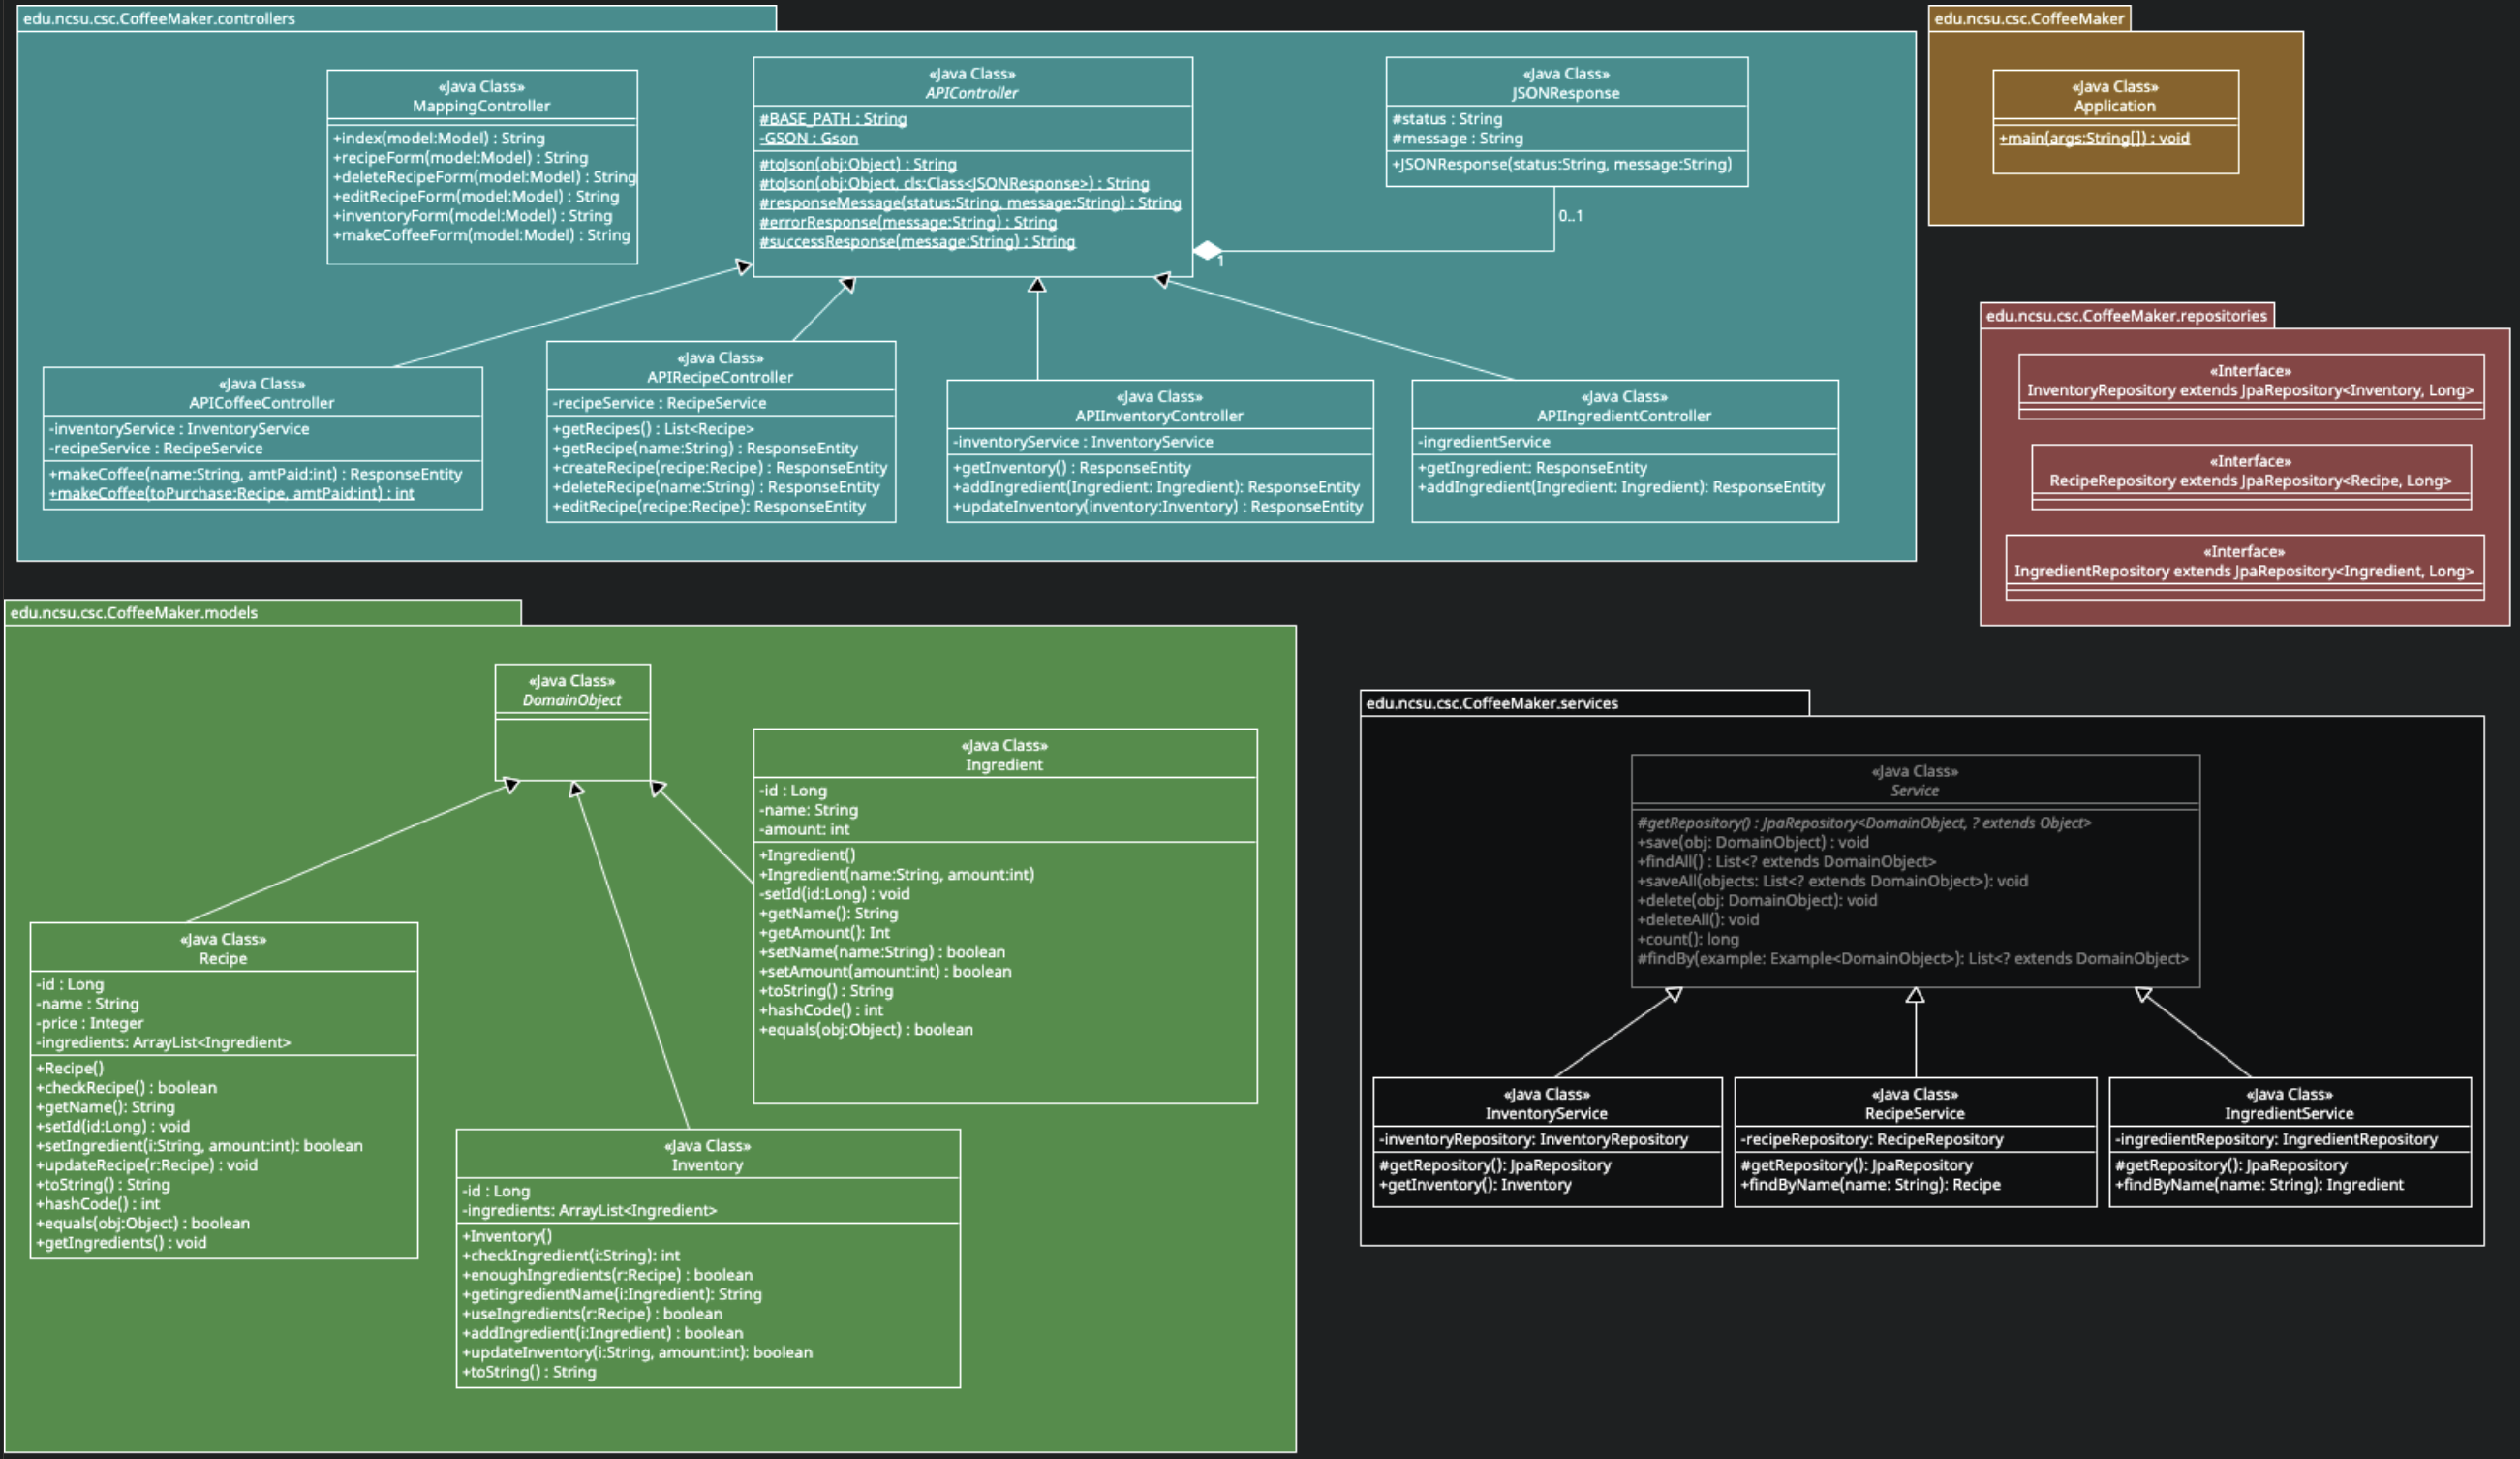 edu.ncsu.csc.CoffeeMaker.controllers
«Java Class»
MappingController
+index(model:Model) : String
+recipeForm(model:Model) : String
+deleteRecipeForm(model:Model) : String
+editRecipeForm(model:Model) : String
+inventoryForm(model:Model) : String
+makeCoffeeForm(model:Model) : String
«Java Class»
APIController
#BASE_PATH : String
-GSON : Gson
#toJson(obj:Object) : String
#toJson(obj:Object, cls:Class<JSONResponse>) : String
#responseMessage(status:String, message:String) : String
#errorResponse(message:String) : String
#successResponse(message:String) : String
1
«Java Class»
JSONResponse
#status : String
#message : String
+JSONResponse(status:String, message:String)
0..1
«Java Class»
APICoffeeController
-inventoryService : InventoryService
-recipeService : RecipeService
+makeCoffee(name:String, amtPaid:int) : ResponseEntity
+makeCoffee(toPurchase:Recipe, amtPaid:int) : int
«Java Class»
APIRecipeController
-recipeService : RecipeService
+getRecipes() : List<Recipe>
+getRecipe(name:String) : ResponseEntity
+createRecipe(recipe:Recipe) : ResponseEntity
+deleteRecipe(name:String) : ResponseEntity
+editRecipe(recipe:Recipe): ResponseEntity
«Java Class»
APIInventoryController
-inventoryService : InventoryService
+getInventory() : ResponseEntity
+addIngredient(Ingredient: Ingredient): ResponseEntity
+updateInventory(inventory:Inventory) : ResponseEntity
«Java Class»
APIIngredientController
-ingredientService
+getIngredient: ResponseEntity
+addIngredient(Ingredient: Ingredient): ResponseEntity
edu.ncsu.csc.CoffeeMaker
«Java Class»
Application
+main(args:String[]) : void
edu.ncsu.csc.CoffeeMaker.repositories
«Interface»
InventoryRepository extends JpaRepository<Inventory, Long>
«Interface»
RecipeRepository extends JpaRepository<Recipe, Long>
«Interface»
IngredientRepository extends JpaRepository<Ingredient, Long>
edu.ncsu.csc.CoffeeMaker.models
«Java Class»
DomainObject
«Java Class»
Ingredient
-id : Long
-name: String
-amount: int
+Ingredient()
+Ingredient(name:String, amount:int)
-setId(id:Long) : void
+getName(): String
+getAmount(): Int
+setName(name:String) : boolean
+setAmount(amount:int) : boolean
+toString() : String
+hashCode() : int
+equals(obj:Object) : boolean
«Java Class»
Recipe
-id : Long
-name : String
-price : Integer
-ingredients: ArrayList<Ingredient>
+Recipe()
+checkRecipe() : boolean
+getName(): String
+setId(id:Long) : void
+setIngredient(i:String, amount:int): boolean
+updateRecipe(r:Recipe) : void
+toString() : String
+hashCode() : int
+equals(obj:Object) : boolean
+getIngredients() : void
«Java Class»
Inventory
-id : Long
-ingredients: ArrayList<Ingredient>
+Inventory()
+checkIngredient(i:String): int
+enoughIngredients(r:Recipe) : boolean
+getingredientName(i:Ingredient): String
+useIngredients(r:Recipe) : boolean
+addIngredient(i:Ingredient) : boolean
+updateInventory(i:String, amount:int): boolean
+toString() : String
edu.ncsu.csc.CoffeeMaker.services
«Java Class»
Service
#getRepository() : JpaRepository<DomainObject, ? extends Object>
+save(obj: DomainObject) : void
+findAll() : List<? extends DomainObject>
+saveAll(objects: List<? extends DomainObject>): void
+delete(obj: DomainObject): void
+deleteAll(): void
+count(): long
#findBy(example: Example<DomainObject>): List<? extends DomainObject>
«Java Class»
InventoryService
-inventoryRepository: InventoryRepository
#getRepository(): JpaRepository
+getInventory(): Inventory
«Java Class»
RecipeService
-recipeRepository: RecipeRepository
#getRepository(): JpaRepository
+findByName(name: String): Recipe
«Java Class»
IngredientService
-ingredientRepository: IngredientRepository
#getRepository(): JpaRepository
+findByName(name: String): Ingredient